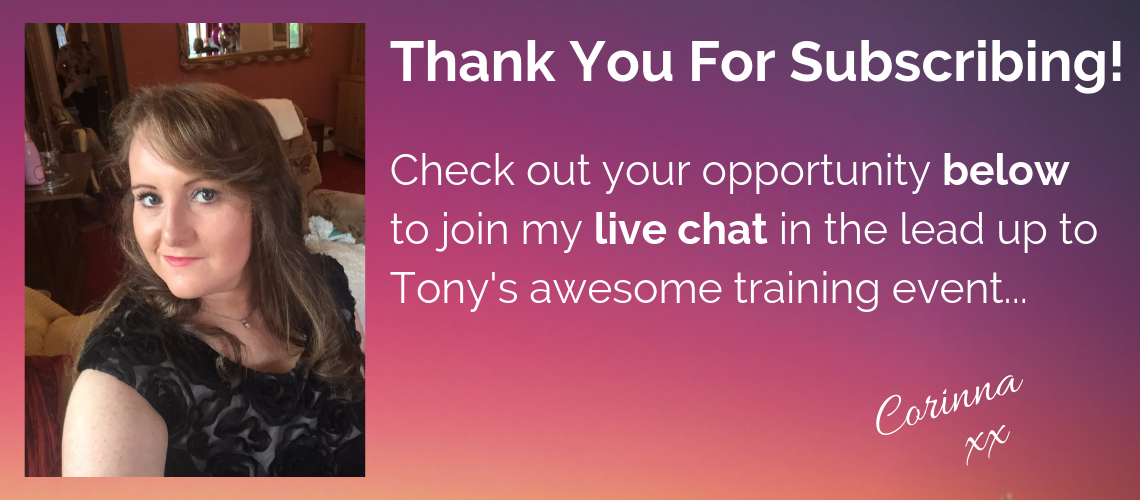 Thank You For Subscribing!
Check out your opportunity below
to join my live chat in the lead up to
Tony's awesome training event...
Corinna
xx